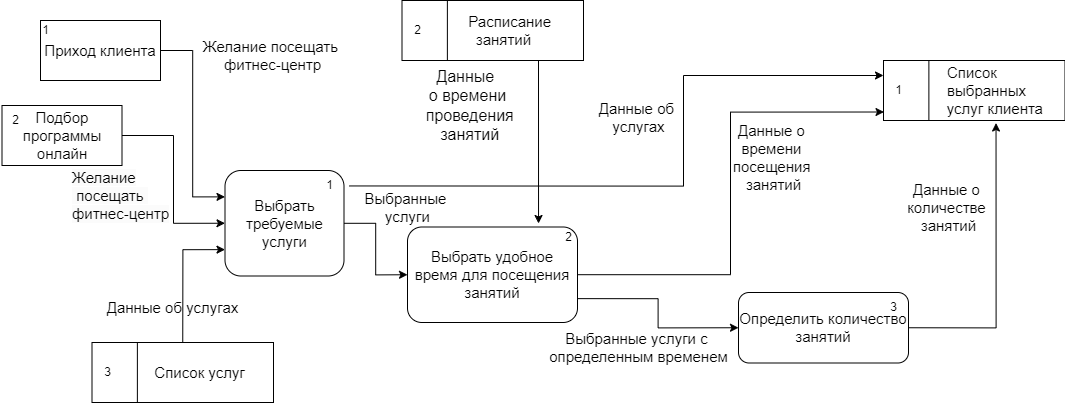 1
Приход клиента
Желание посещать
фитнес-центр
2
Расписание
занятий
Данные
о времени
проведения
занятий
1
Список
выбранных
услуг клиента
2
Подбор
программы
онлайн
Желание
посещать
фитнес-центр
Данные об
услугах
Данные о
времени
посещения
занятий
Данные о
количестве
занятий
1
Выбрать
требуемые
услуги
Выбранные
услуги
2
Выбрать удобное
время для посещения
занятий
3
Определить количество
занятий
Данные об услугах
Выбранные услуги с
определенным временем
3
Список услуг